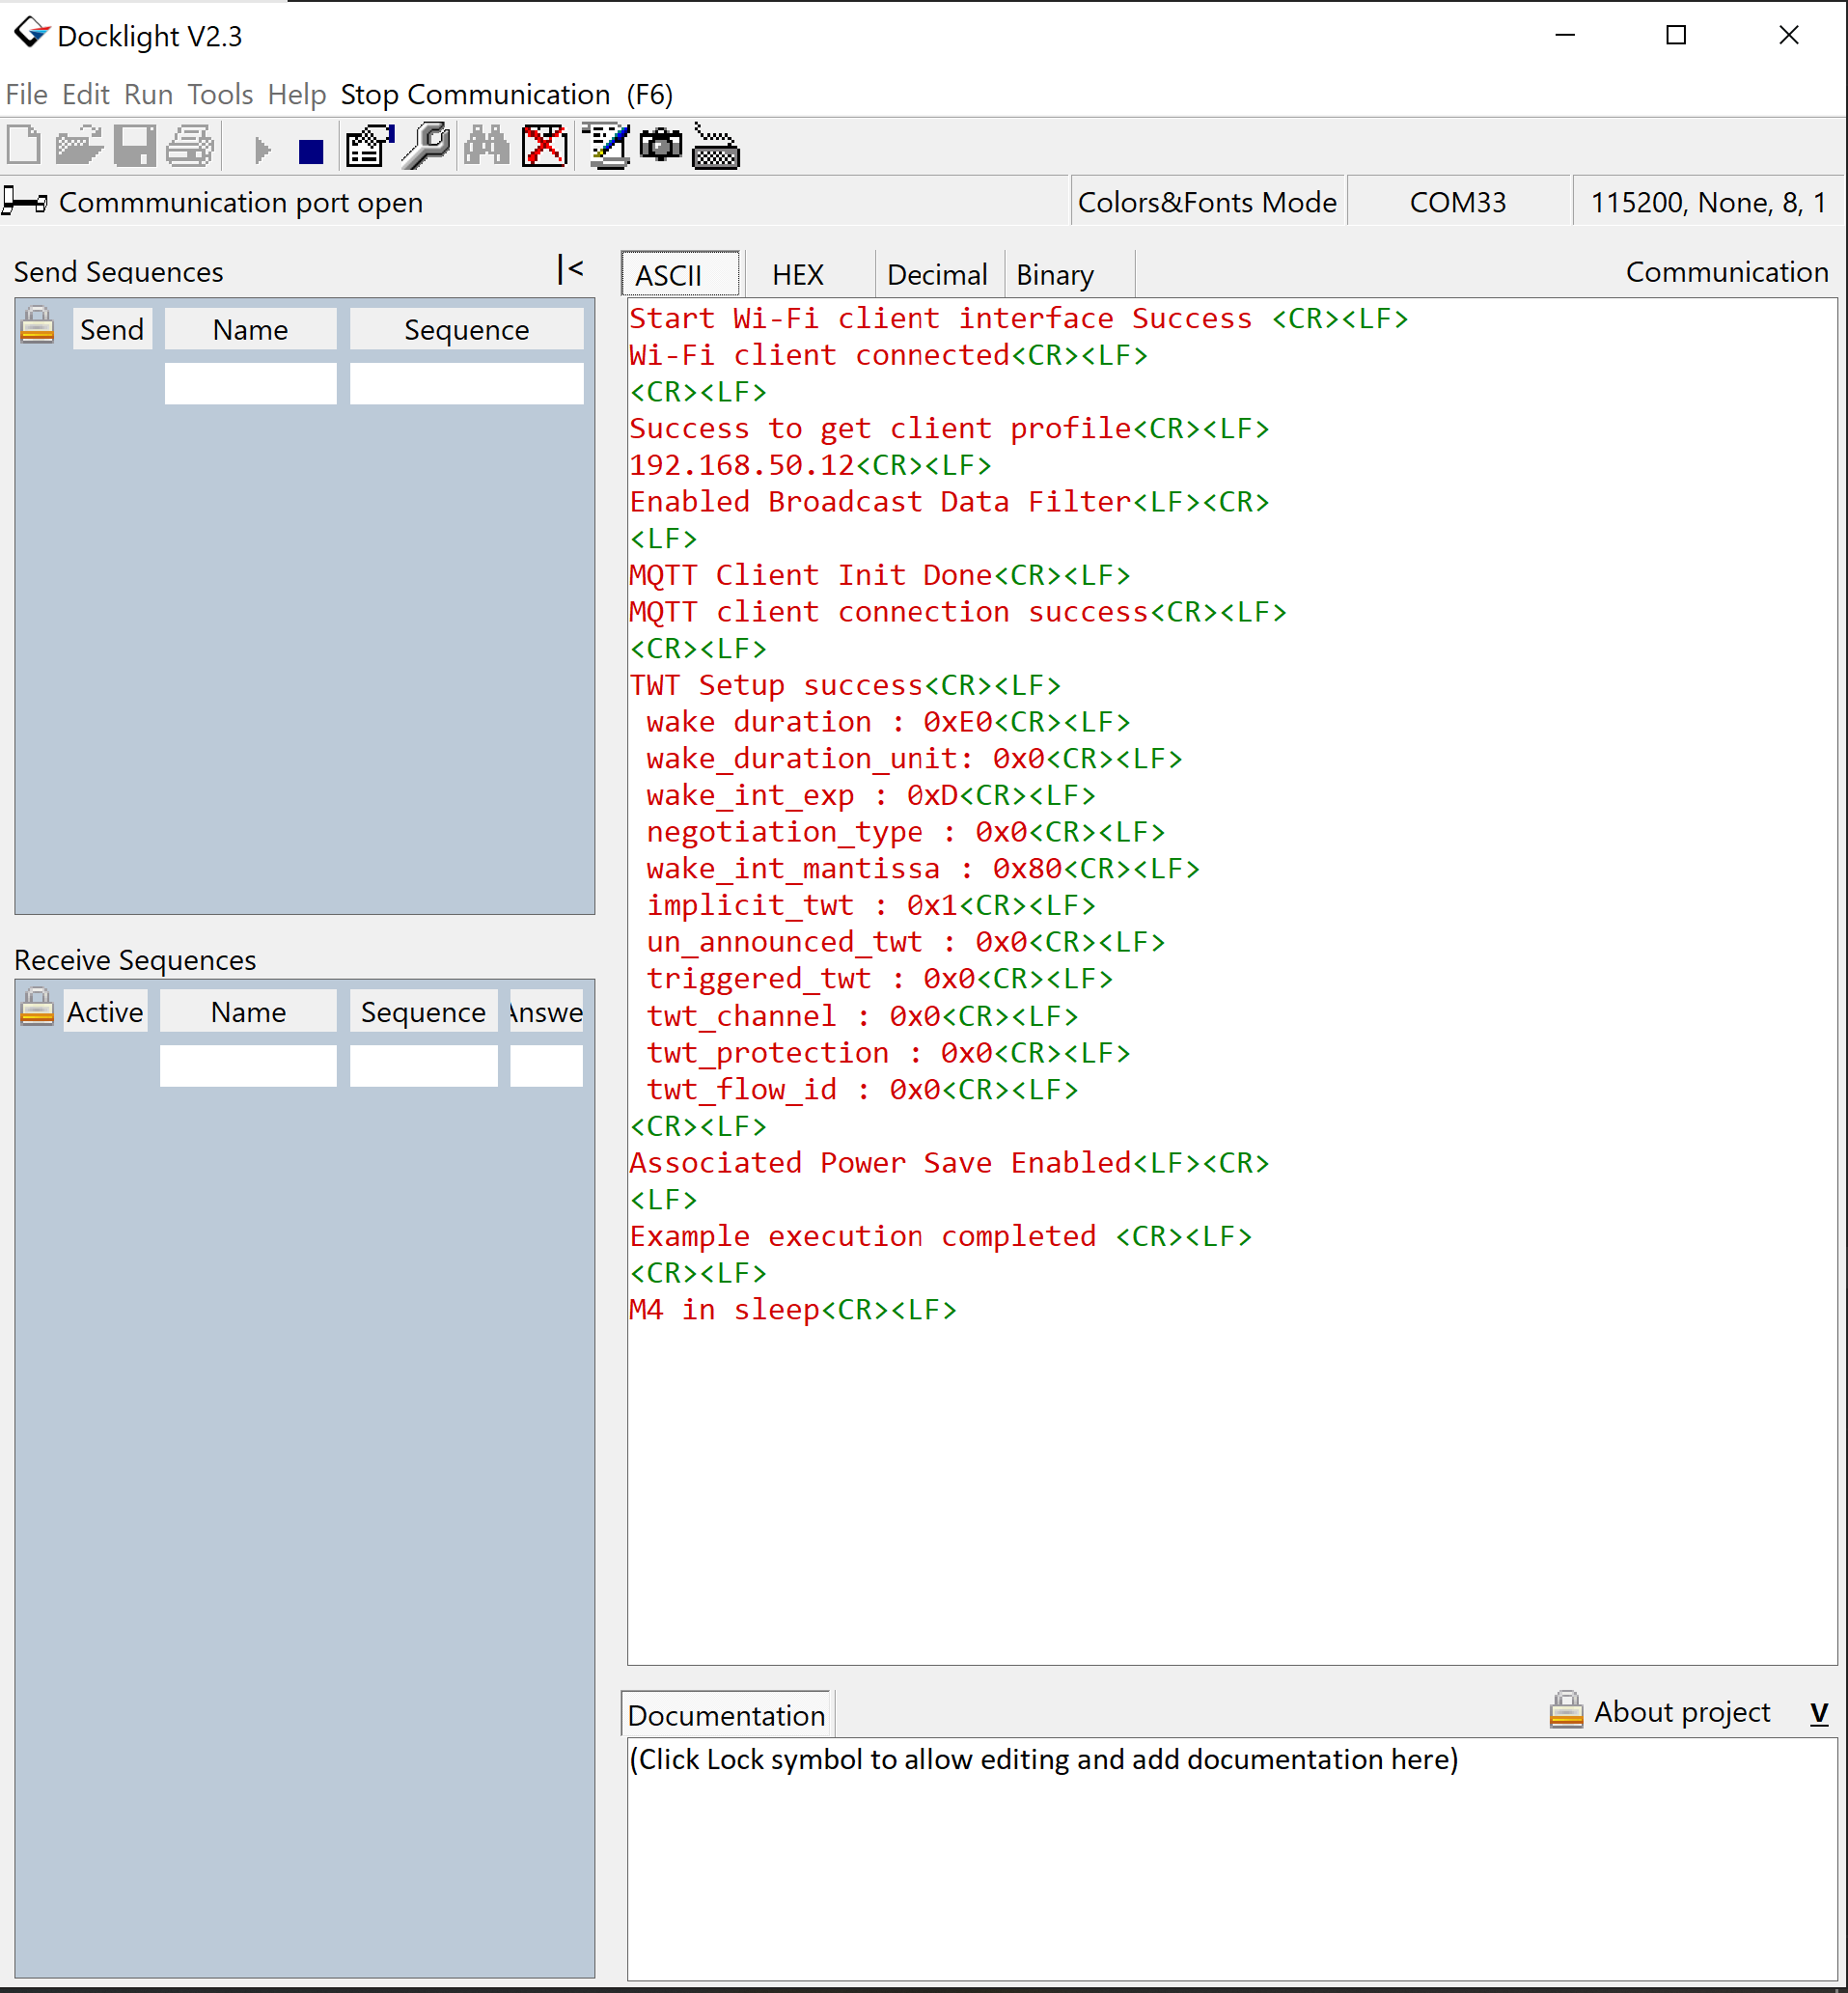 Docklight V2.3
File Edit Run Tools Help Stop Communication (F6)
Commmunication port open
Colors&Fonts Mode
COM33
115200, None, 8, 1
Send Sequences
|<
Send Name Sequence
Receive Sequences
Active Name Sequence Answe
ASCII HEX Decimal Binary
Communication
Start Wi-Fi client interface Success <CR><LF>
Wi-Fi client connected<CR><LF>
<CR><LF>
Success to get client profile<CR><LF>
192.168.50.12<CR><LF>
Enabled Broadcast Data Filter<LF><CR>
<LF>
MQTT Client Init Done<CR><LF>
MQTT client connection success<CR><LF>
<CR><LF>
TWT Setup success<CR><LF>
wake duration : 0xE0<CR><LF>
wake_duration_unit: 0x0<CR><LF>
wake_int_exp : 0xD<CR><LF>
negotiation_type : 0x0<CR><LF>
wake_int_mantissa : 0x80<CR><LF>
implicit_twt : 0x1<CR><LF>
un_announced_twt : 0x0<CR><LF>
triggered_twt : 0x0<CR><LF>
twt_channel : 0x0<CR><LF>
twt_protection : 0x0<CR><LF>
twt_flow_id : 0x0<CR><LF>
<CR><LF>
Associated Power Save Enabled<LF><CR>
<LF>
Example execution completed <CR><LF>
<CR><LF>
M4 in sleep<CR><LF>
Documentation
About project
V
(Click Lock symbol to allow editing and add documentation here)